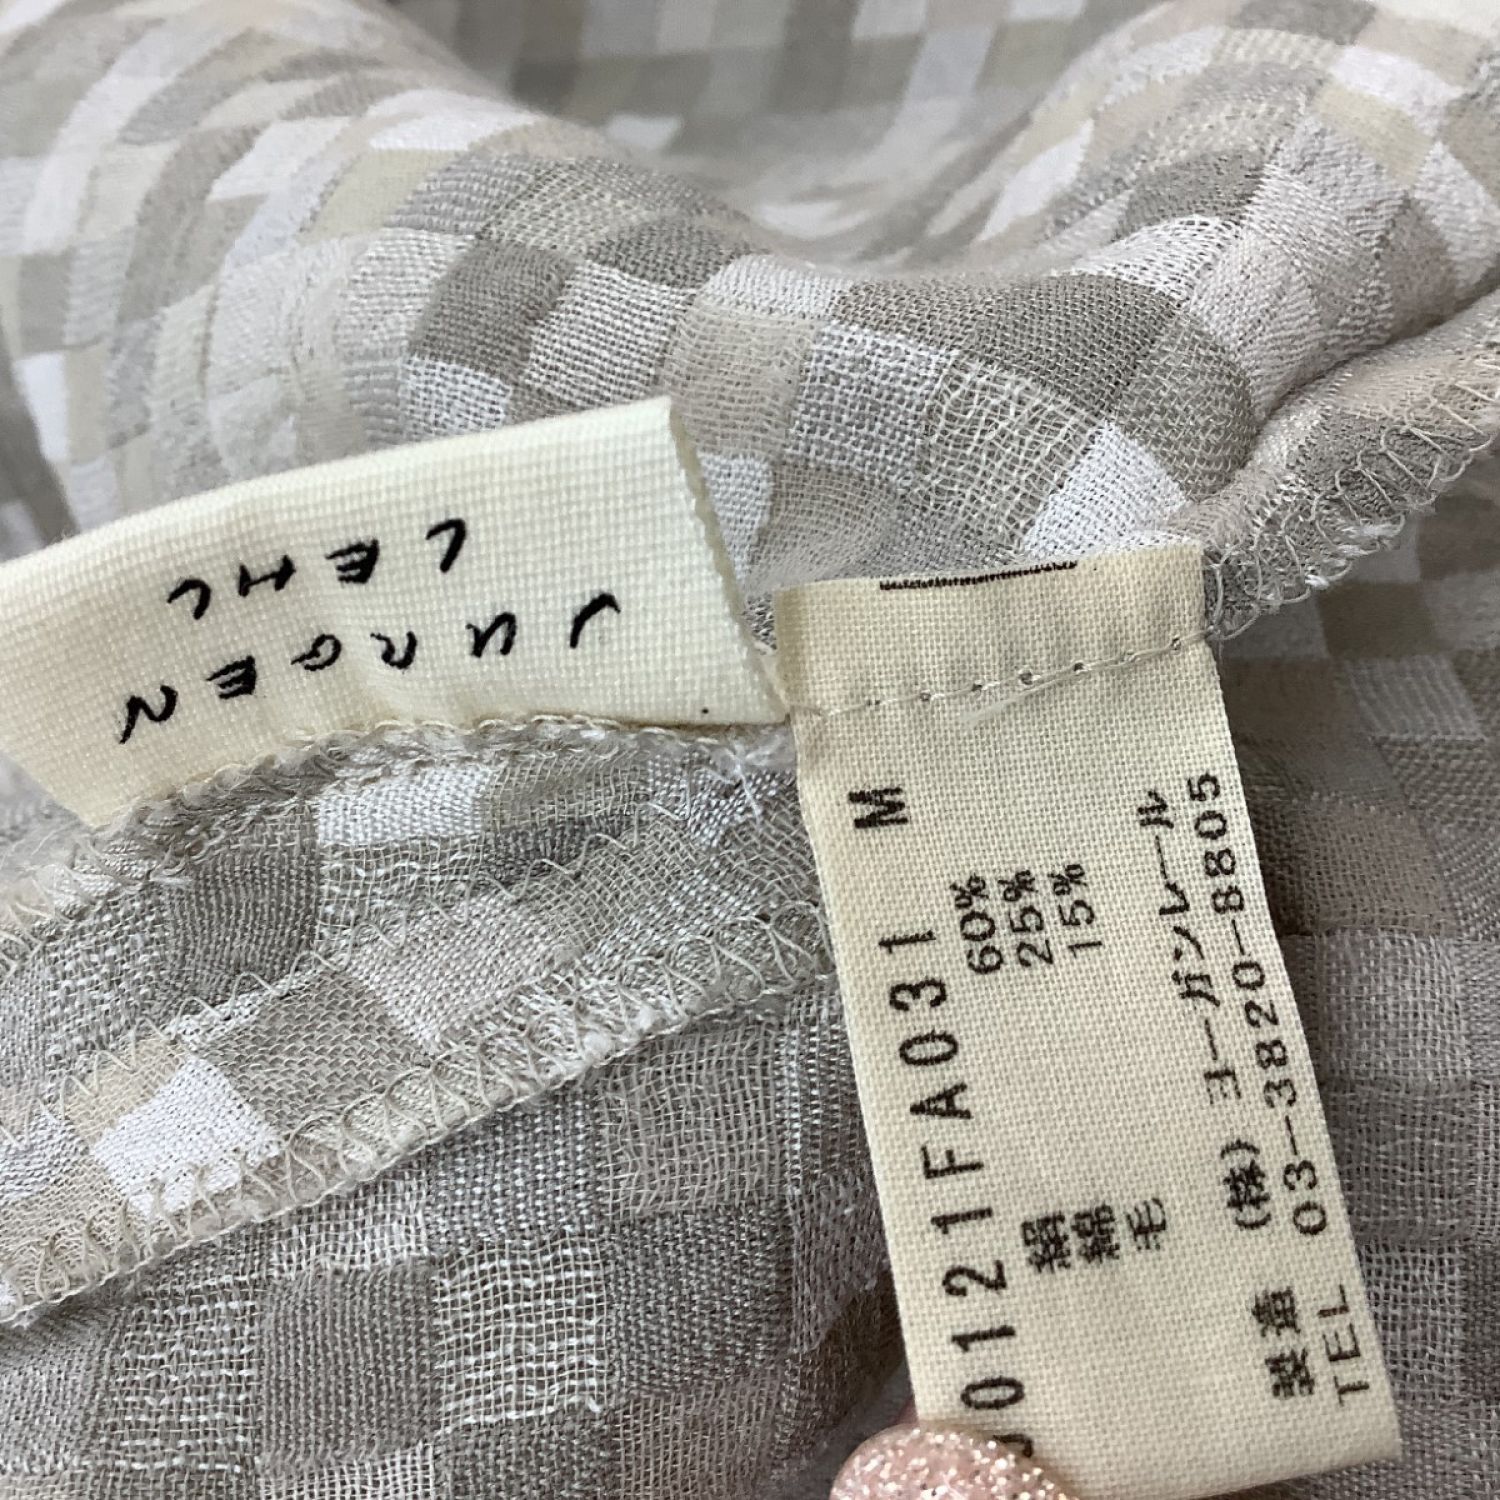 JURGEN
LEHL
J0121FA031 M
絹 60%
綿 25%
毛 15%
製造 (株) ヨーガンレール
TEL 03-3820-8805